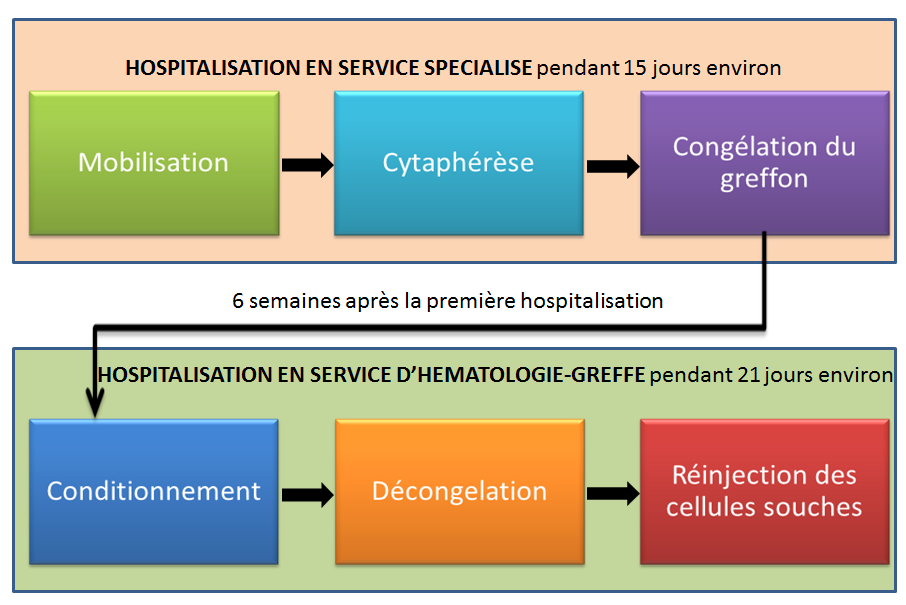 HOSPITALISATION EN SERVICE SPECIALISE pendant 15 jours environ
Mobilisation
Cytaphérèse
Congélation du
greffon
6 semaines après la première hospitalisation
HOSPITALISATION EN SERVICE D’HEMATOLOGIE-GREFFE pendant 21 jours environ
Conditionnement
Décongelation
Réinjection des
cellules souches